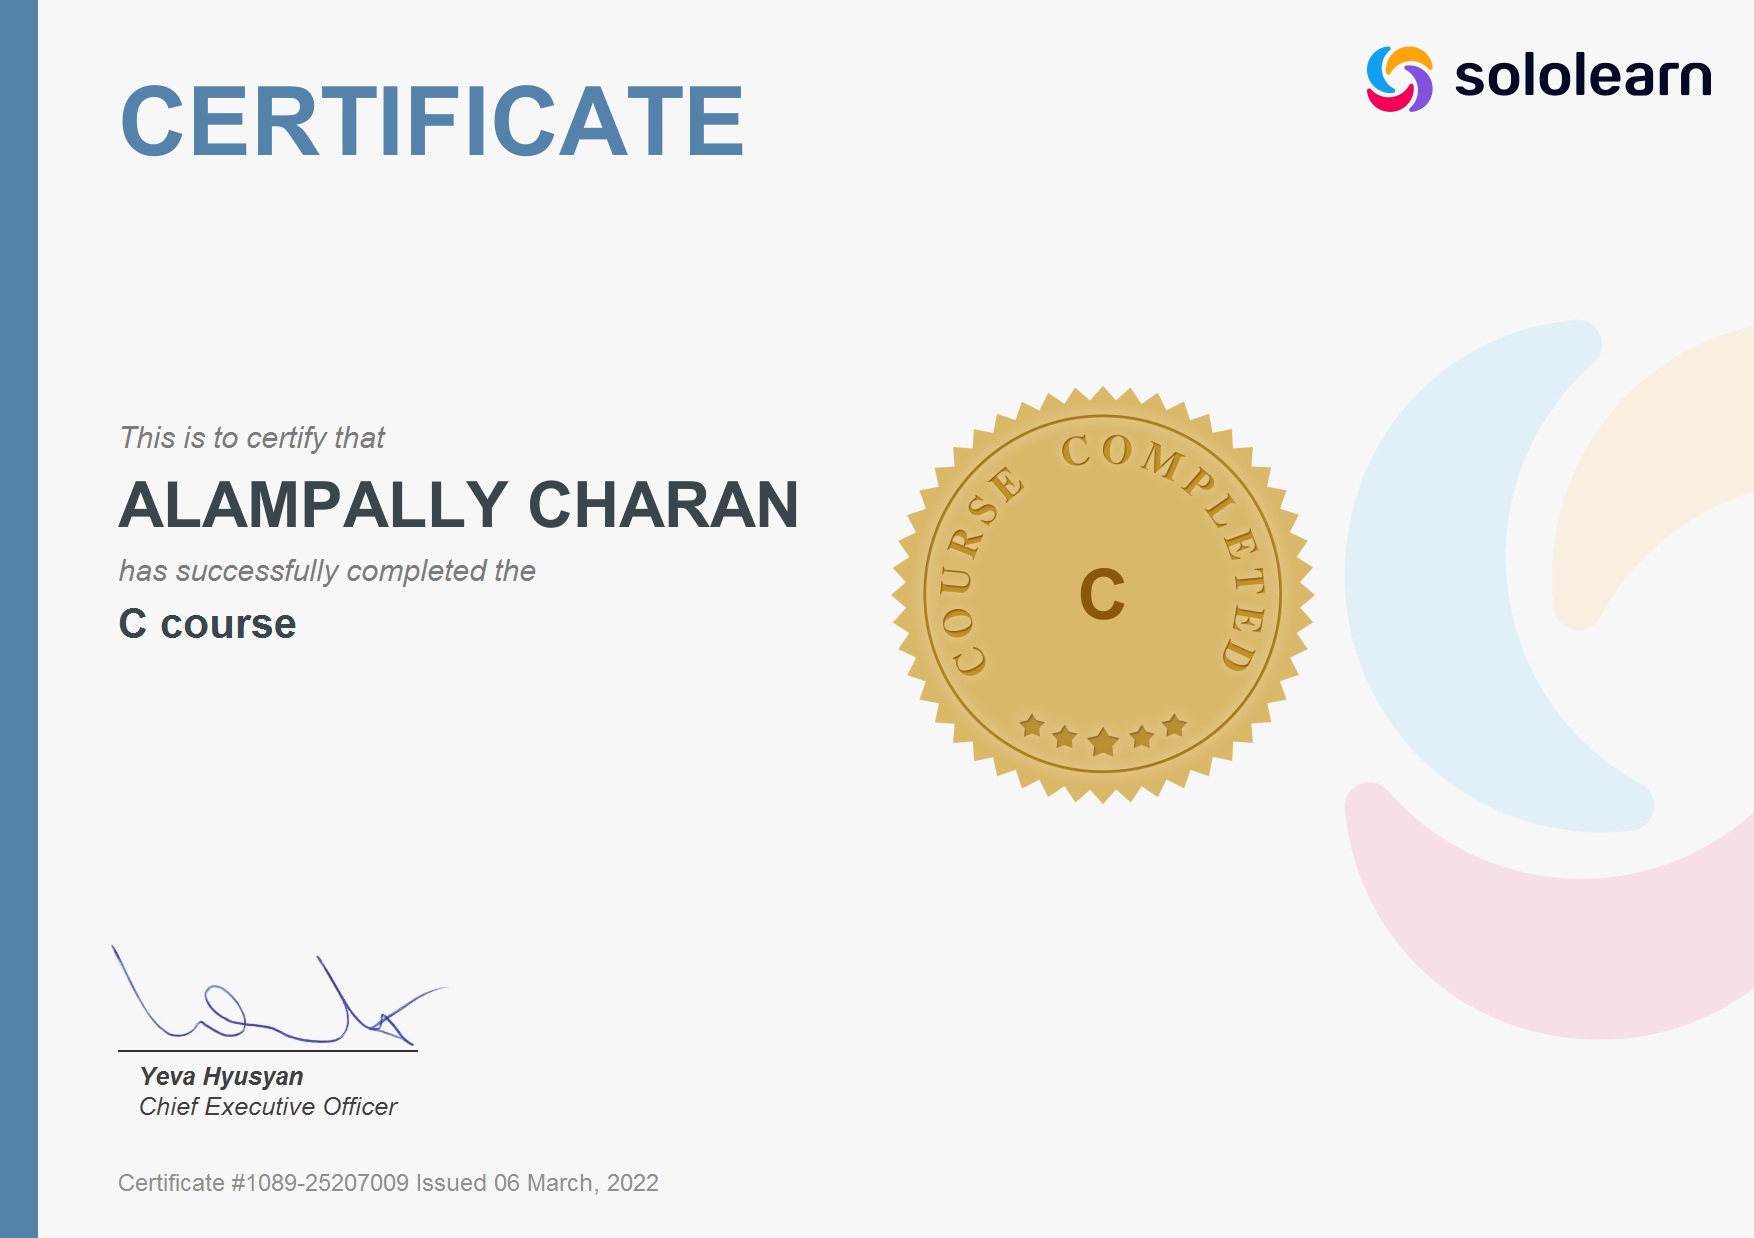 CERTIFICATE
sololearn
This is to certify that
ALAMPALLY CHARAN
has successfully completed the
C course
COURSE COMPLETED
C
Yeva Hyusyan
Chief Executive Officer
Certificate #1089-25207009 Issued 06 March, 2022